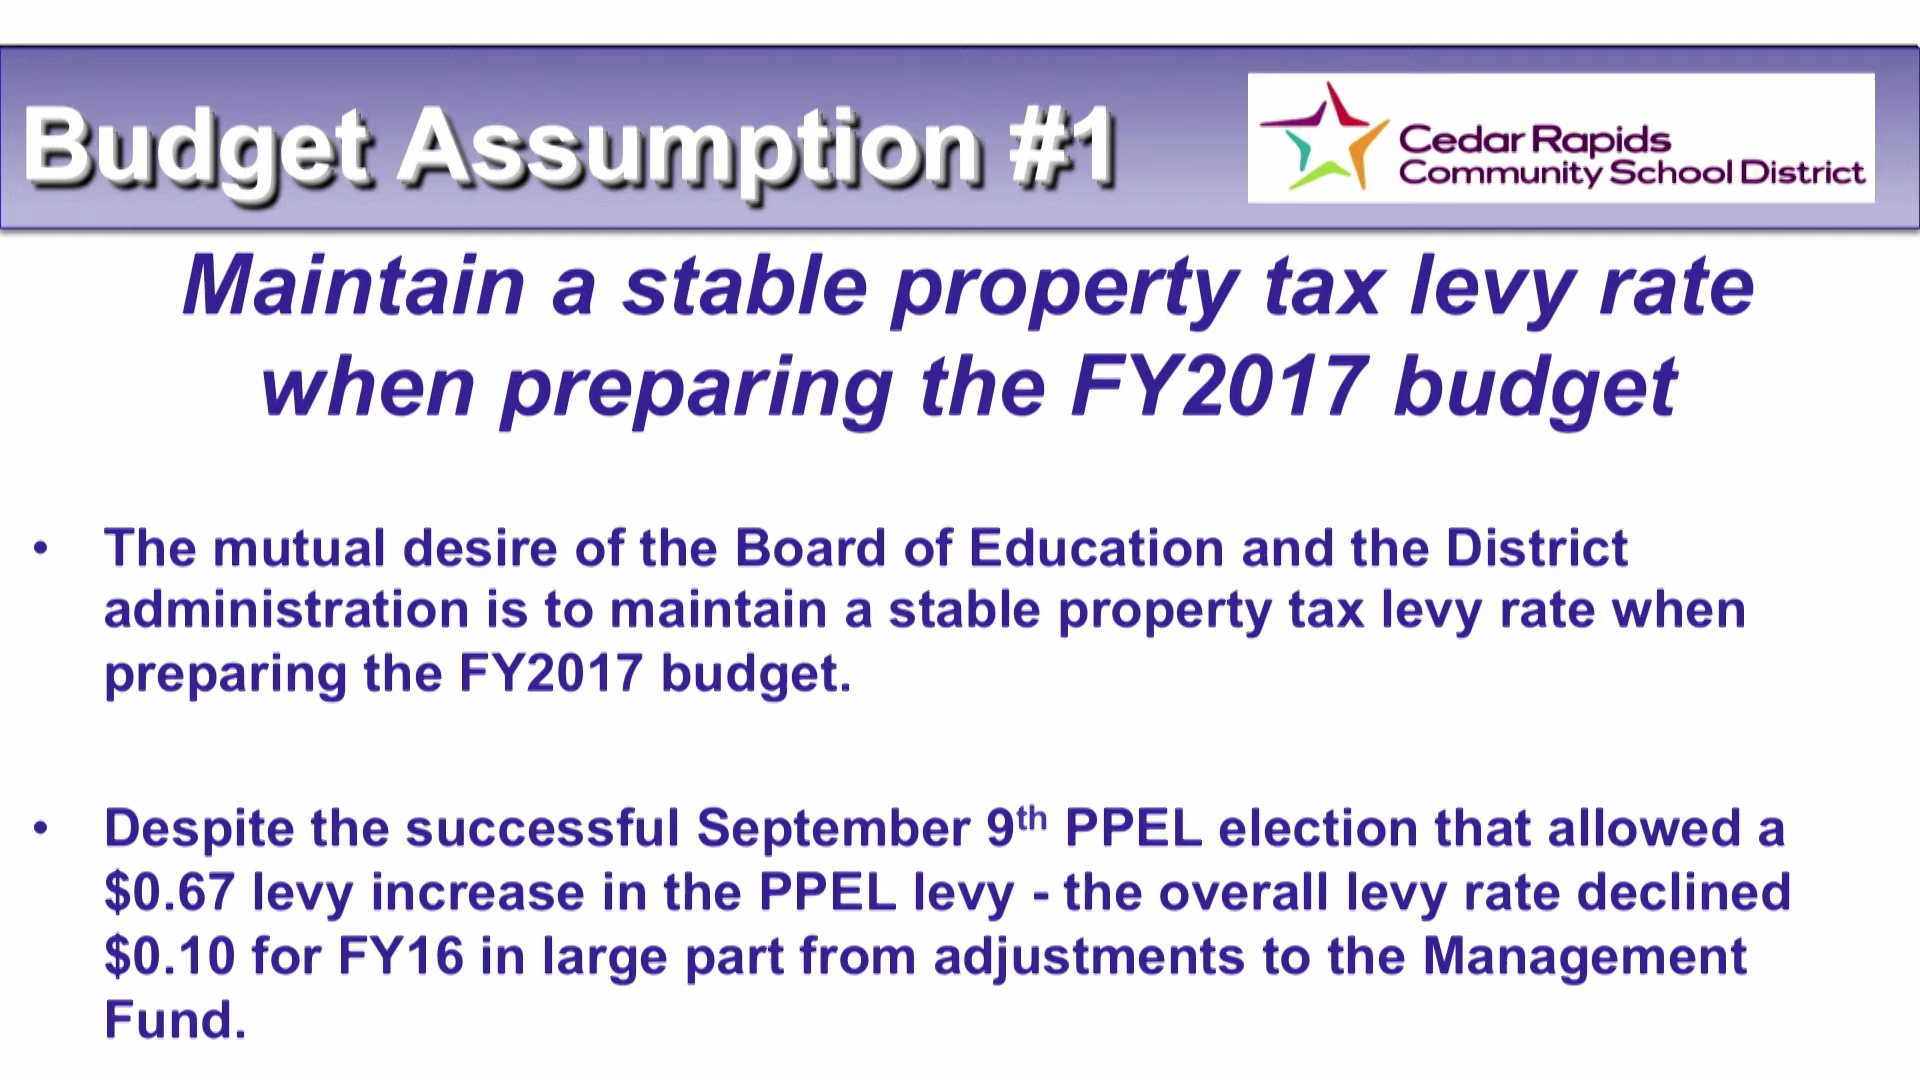 Budget Assumption #1
Cedar Rapids
Community School District
Maintain a stable property tax levy rate
when preparing the FY2017 budget
• The mutual desire of the Board of Education and the District
administration is to maintain a stable property tax levy rate when
preparing the FY2017 budget.
• Despite the successful September 9th PPEL election that allowed a
$0.67 levy increase in the PPEL levy - the overall levy rate declined
$0.10 for FY16 in large part from adjustments to the Management
Fund.